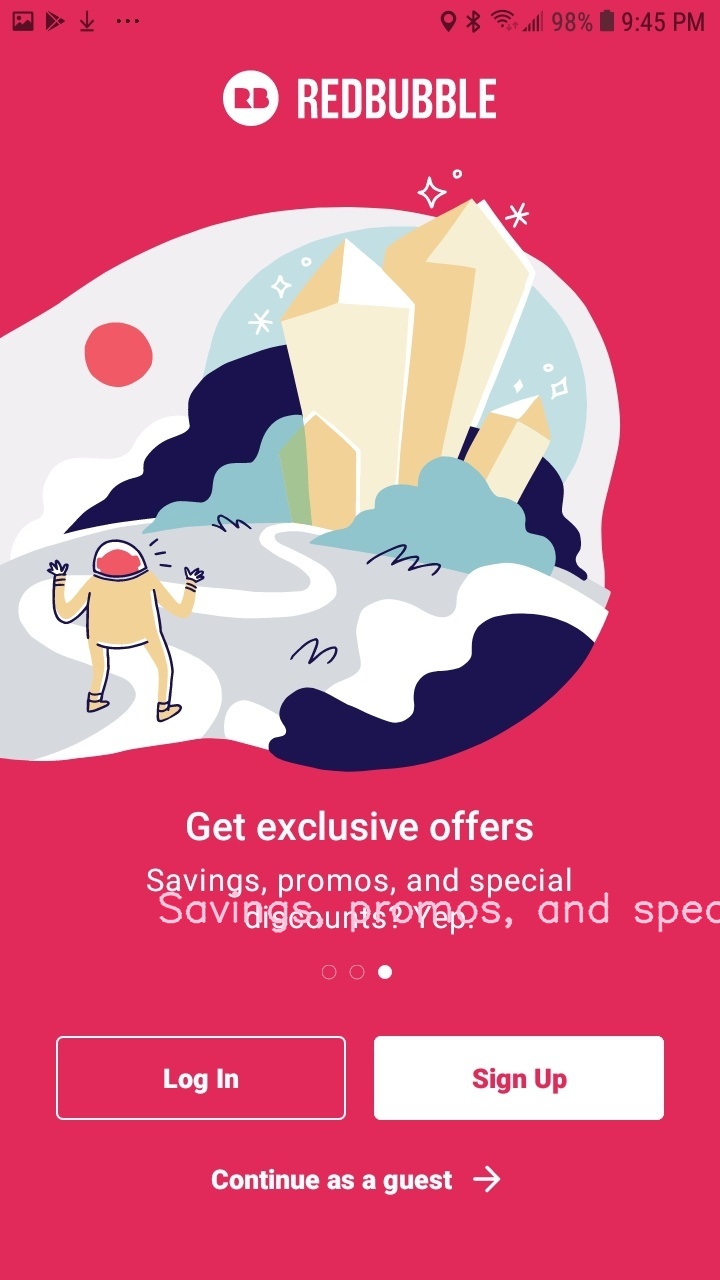 98% 9:45 PM
RB REDBUBBLE
Get exclusive offers
Savings, promos, and special
discounts? Yep.
Savings, promos, and spec
Log In
Sign Up
Continue as a guest